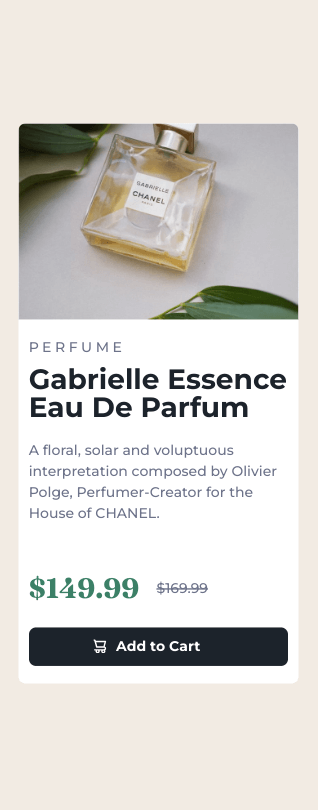 GABRIELLE
CHANEL
PARIS
PERFUME
Gabrielle Essence
Eau De Parfum
A floral, solar and voluptuous
interpretation composed by Olivier
Polge, Perfumer-Creator for the
House of CHANEL.
$149.99 $169.99
Add to Cart